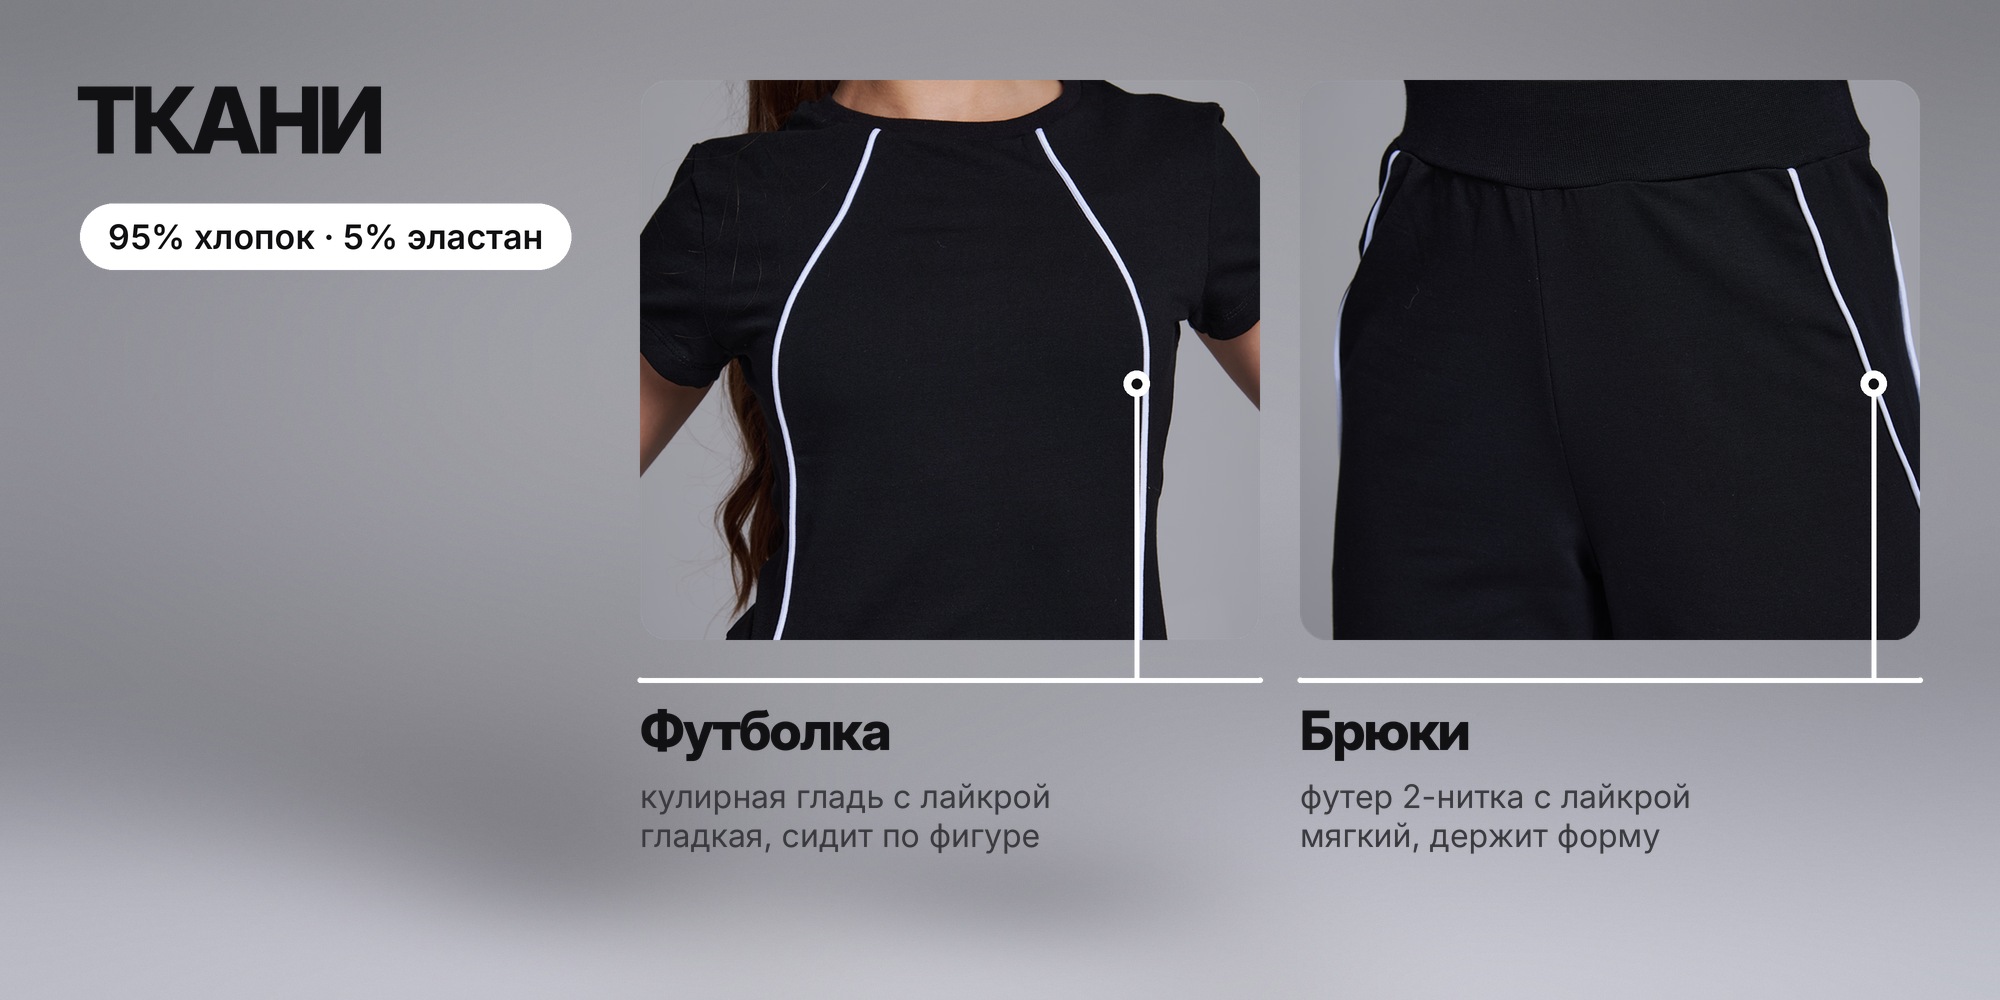 ТКАНИ
95% хлопок · 5% эластан
Футболка
кулирная гладь с лайкрой
гладкая, сидит по фигуре
Брюки
футер 2-нитка с лайкрой
мягкий, держит форму